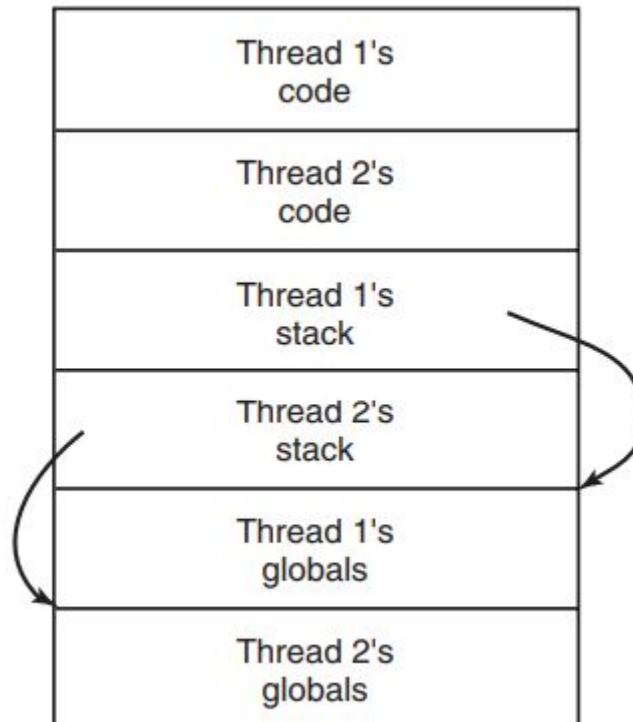 Thread 1's
code
Thread 2's
code
Thread 1's
stack
Thread 2's
stack
Thread 1's
globals
Thread 2's
globals